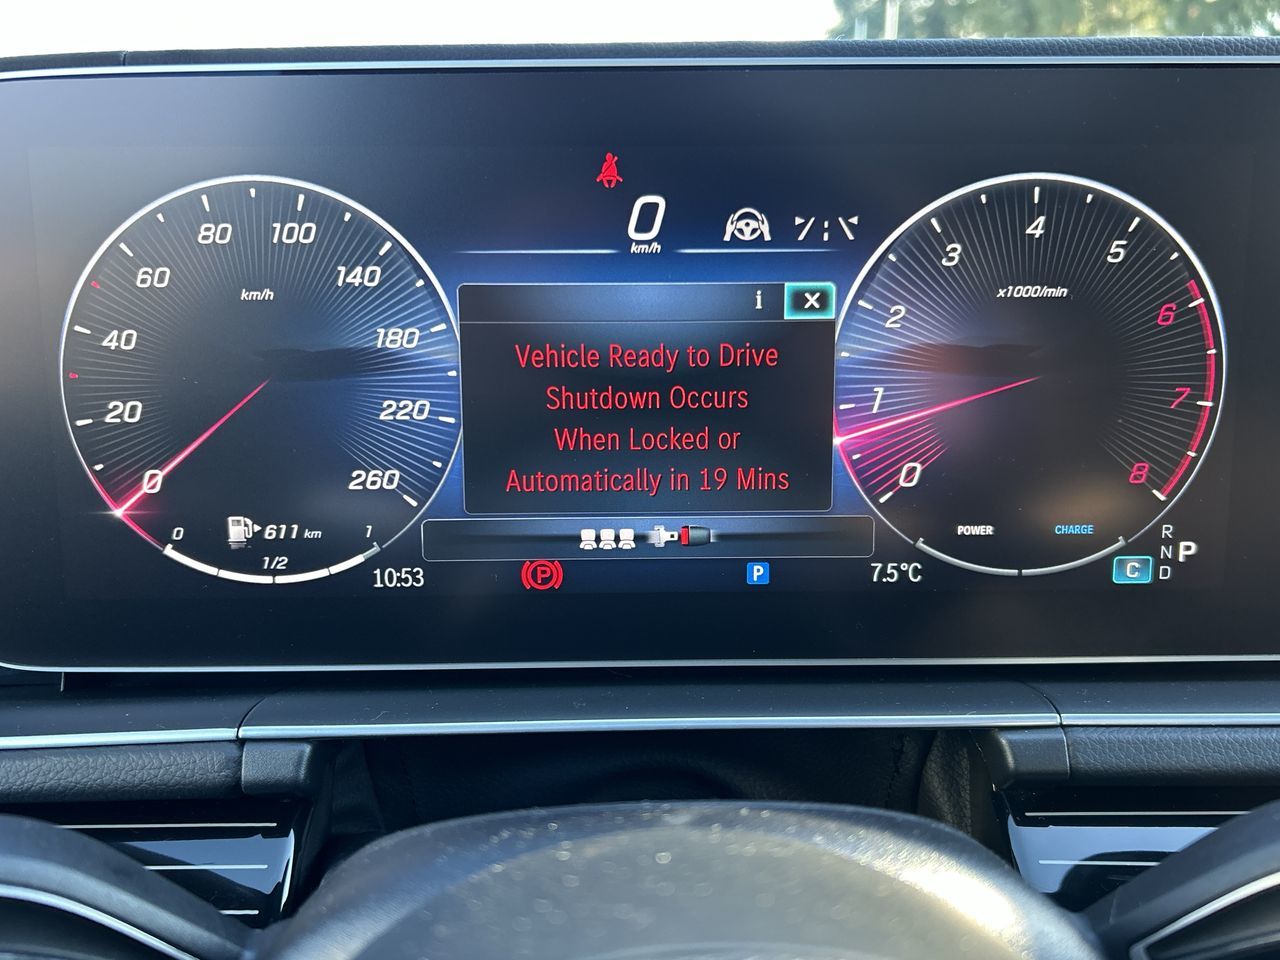 0
km/h
80
100
60
140
km/h
40
180
20
220
0
260
0
611 km
1
1/2
i
X
Vehicle Ready to Drive
Shutdown Occurs
When Locked or
Automatically in 19 Mins
4
3
5
x1000/min
2
6
1
7
0
8
POWER
CHARGE
10:53
P
P
7.5°C
C
R
N
D
P